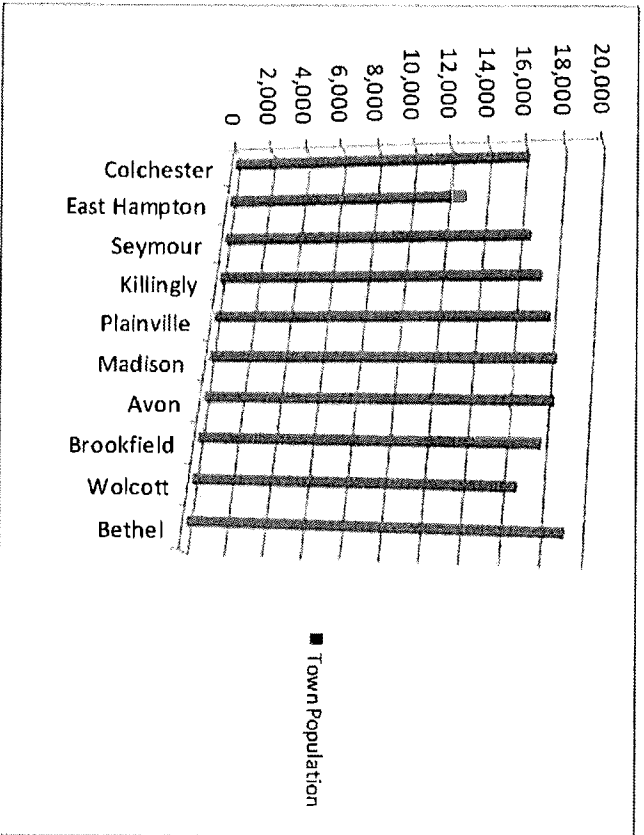 20,000
18,000
16,000
14,000
12,000
10,000
8,000
6,000
4,000
2,000
0
Colchester
East Hampton
Seymour
Killingly
Plainville
Madison
Avon
Brookfield
Wolcott
Bethel
Town Population